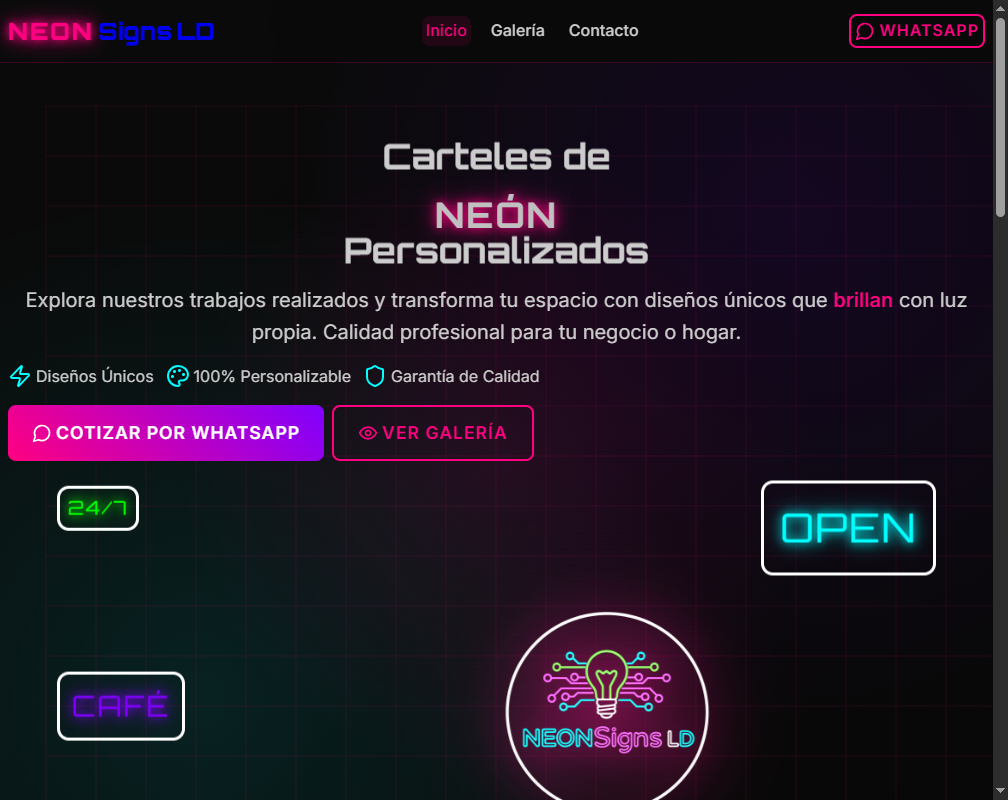 NEON Signs LD
Inicio
Galería
Contacto
WHATSAPP
Carteles de
NEÓN
Personalizados
Explora nuestros trabajos realizados y transforma tu espacio con diseños únicos que brillan con luz
propia. Calidad profesional para tu negocio o hogar.
Diseños Únicos
100% Personalizable
Garantía de Calidad
COTIZAR POR WHATSAPP
VER GALERÍA
24/7
OPEN
CAFÉ
NEONSigns LD